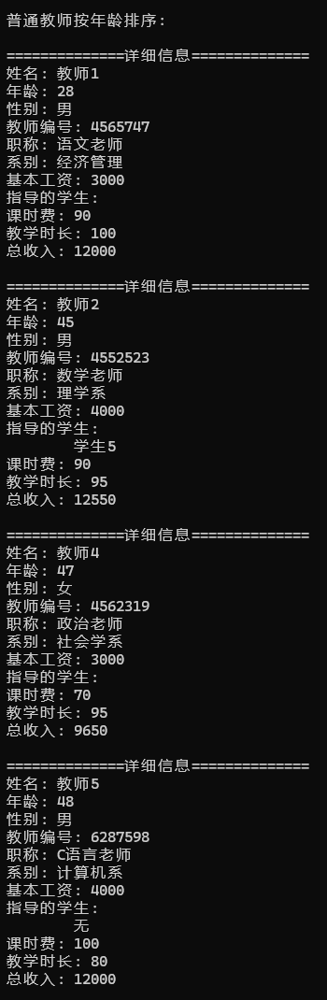 普通教师按年龄排序:
==============详细信息==============
姓名: 教师1
年龄: 28
性别: 男
教师编号: 4565747
职称: 语文老师
系别: 经济管理
基本工资: 3000
指导的学生:
课时费: 90
教学时长: 100
总收入: 12000
==============详细信息==============
姓名: 教师2
年龄: 45
性别: 男
教师编号: 4552523
职称: 数学老师
系别: 理学系
基本工资: 4000
指导的学生:
学生5
课时费: 90
教学时长: 95
总收入: 12550
==============详细信息==============
姓名: 教师4
年龄: 47
性别: 女
教师编号: 4562319
职称: 政治老师
系别: 社会学系
基本工资: 3000
指导的学生:
课时费: 70
教学时长: 95
总收入: 9650
==============详细信息==============
姓名: 教师5
年龄: 48
性别: 男
教师编号: 6287598
职称: C语言老师
系别: 计算机系
基本工资: 4000
指导的学生:
无
课时费: 100
教学时长: 80
总收入: 12000